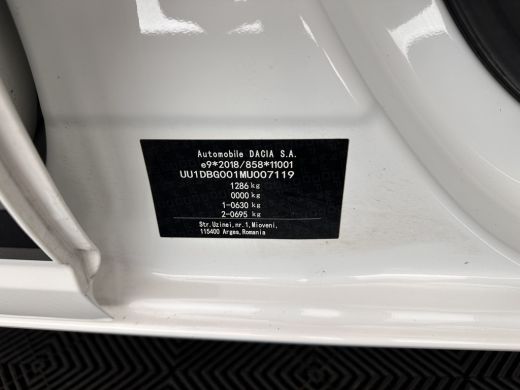 Automobile DACIA S.A.
e9*2018/858*11001
UU1DBG001MU007119
1286 kg
0000 kg
1-0630 kg
2-0695 kg
Str. Uzinei, nr. 1, Mioveni,
115400 Arges, Romania